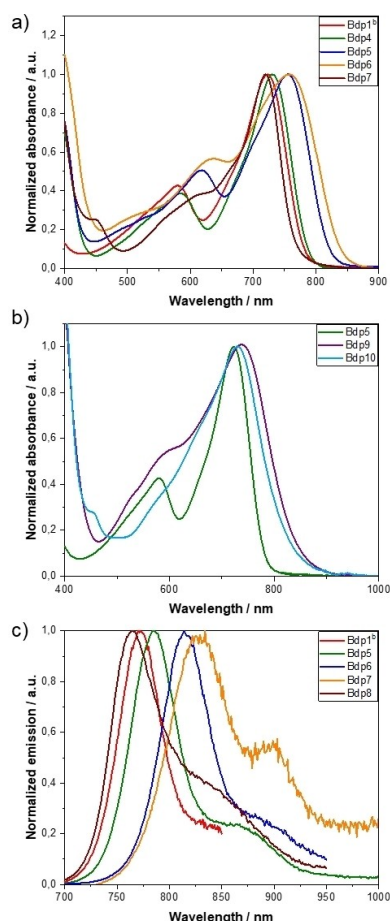 a)
Normalized absorbance / a.u.
1,2
1,0
0,8
0,6
0,4
0,2
0,0
Bdp1ᵇ
Bdp4
Bdp5
Bdp6
Bdp7
400 500 600 700 800 900
Wavelength / nm
b)
Normalized absorbance / a.u.
1,0
0,8
0,6
0,4
0,2
0,0
Bdp5
Bdp9
Bdp10
400 600 800 1000
Wavelength / nm
c)
Normalized emission / a.u.
1,0
0,8
0,6
0,4
0,2
0,0
Bdp1ᵇ
Bdp5
Bdp6
Bdp7
Bdp8
700 750 800 850 900 950 1000
Wavelength / nm